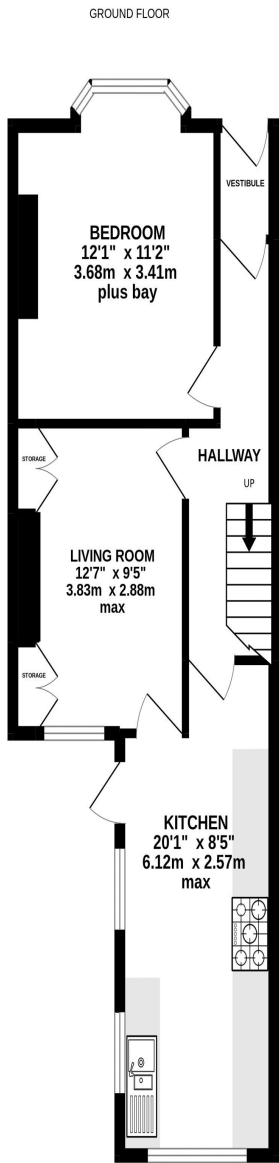 GROUND FLOOR
VESTIBULE
BEDROOM
12'1" x 11'2"
3.68m x 3.41m
plus bay
HALLWAY
UP
STORAGE
LIVING ROOM
12'7" x 9'5"
3.83m x 2.88m
max
STORAGE
KITCHEN
20'1" x 8'5"
6.12m x 2.57m
max